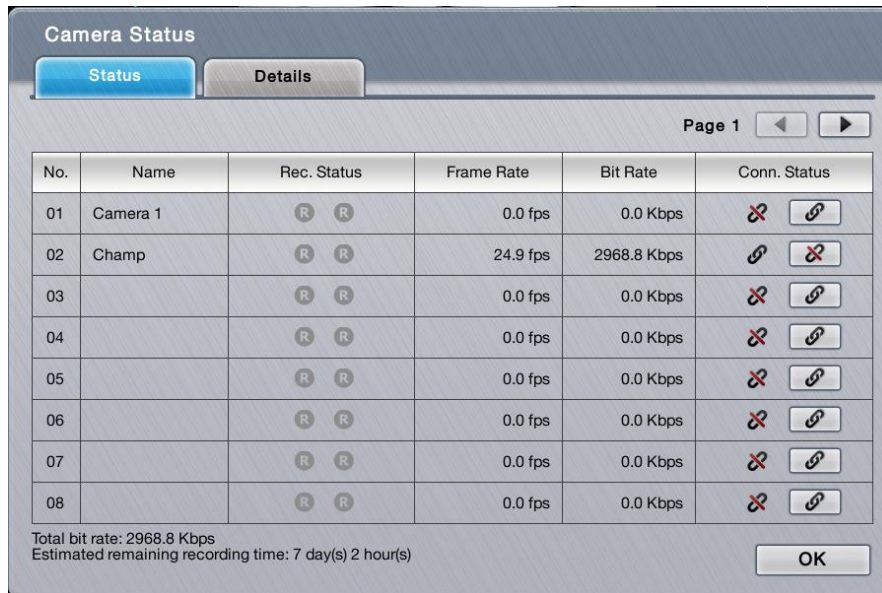 Camera Status
Status Details
Page 1
No. Name Rec. Status Frame Rate Bit Rate Conn. Status
01 Camera 1 R R 0.0 fps 0.0 Kbps
02 Champ R R 24.9 fps 2968.8 Kbps
03 R R 0.0 fps 0.0 Kbps
04 R R 0.0 fps 0.0 Kbps
05 R R 0.0 fps 0.0 Kbps
06 R R 0.0 fps 0.0 Kbps
07 R R 0.0 fps 0.0 Kbps
08 R R 0.0 fps 0.0 Kbps
Total bit rate: 2968.8 Kbps
Estimated remaining recording time: 7 day(s) 2 hour(s)
OK